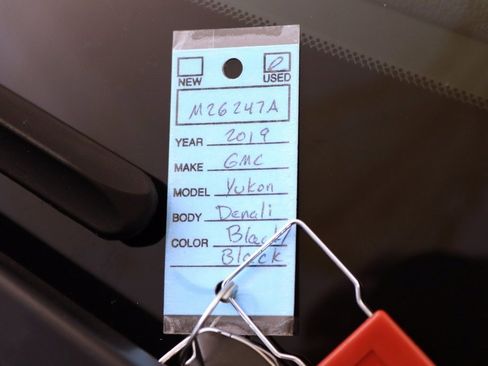 NEW USED
M26247A
YEAR 2019
MAKE GMC
MODEL Yukon
BODY Denali
COLOR Black/
Black